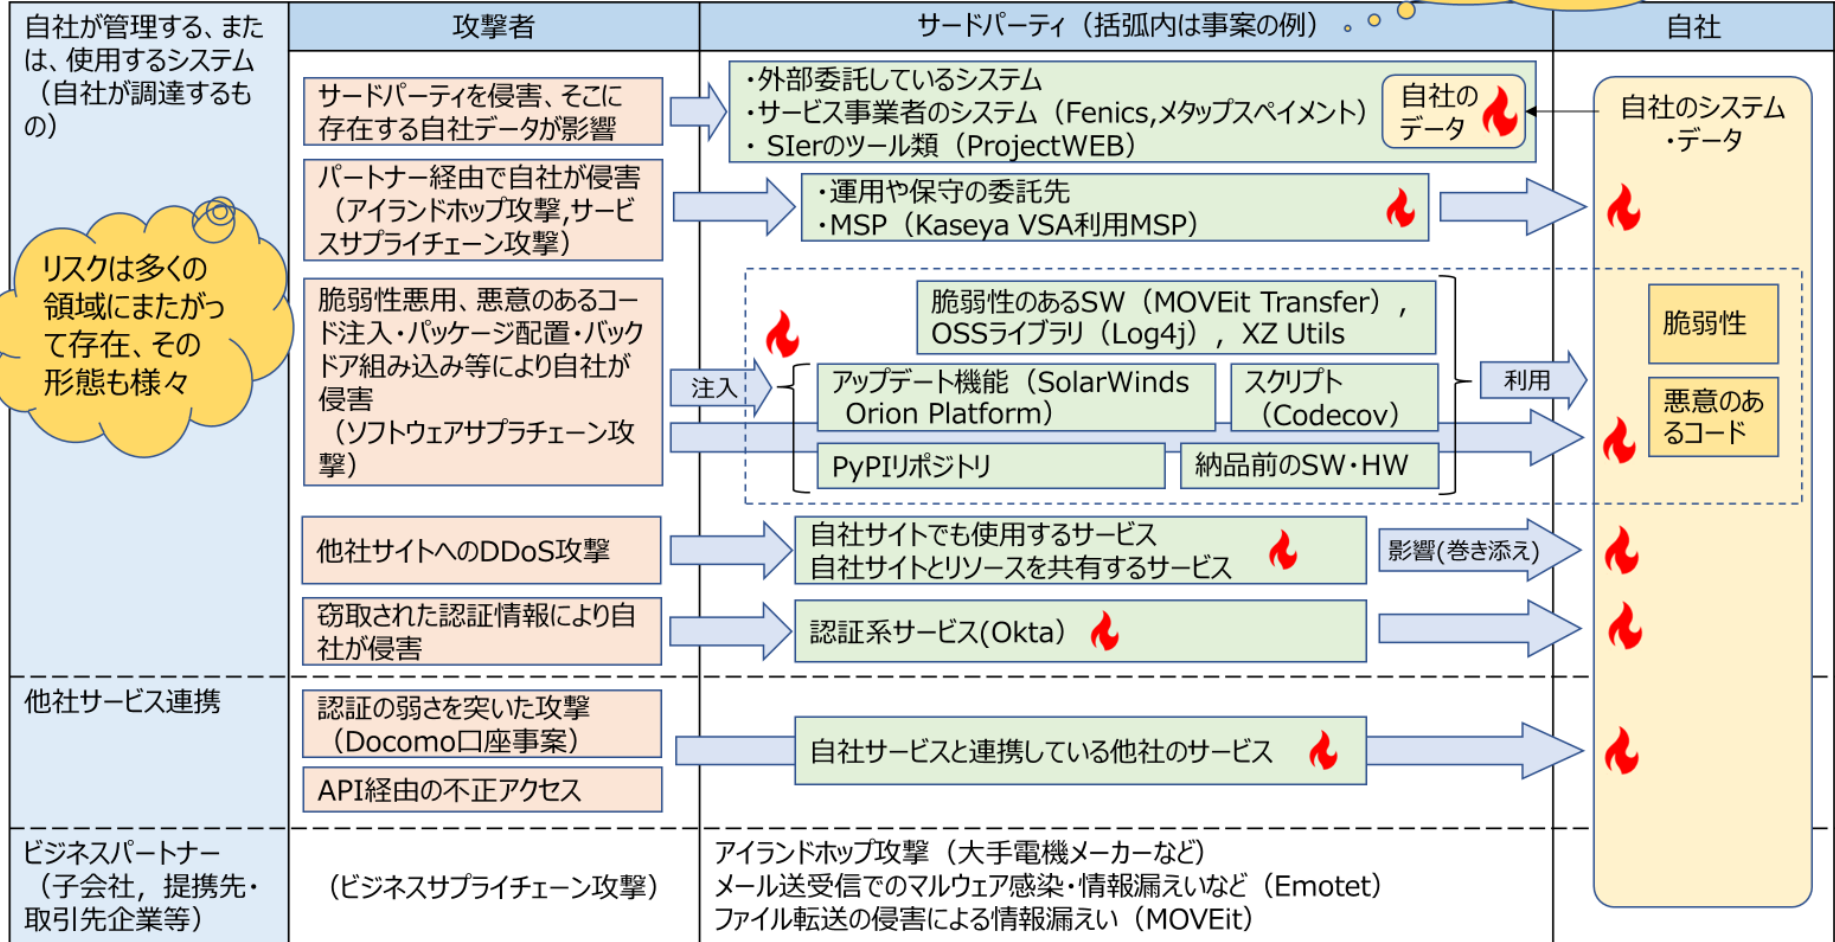 自社が管理する、また
は、使用するシステム
（自社が調達するも
の）
攻撃者
サードパーティ（括弧内は事案の例）
自社
サードパーティを侵害、そこに
存在する自社データが影響
・外部委託しているシステム
・サービス事業者のシステム（Fenics,メタップスペイメント）
・ SIerのツール類（ProjectWEB）
自社の
データ
自社のシステム
・データ
パートナー経由で自社が侵害
（アイランドホップ攻撃,サービ
スサプライチェーン攻撃）
・運用や保守の委託先
・MSP（Kaseya VSA利用MSP）
リスクは多くの
領域にまたがっ
て存在、その
形態も様々
脆弱性悪用、悪意のあるコー
ド注入・パッケージ配置・バック
ドア組み込み等により自社が
侵害
（ソフトウェアサプラチェーン攻
撃）
注入
脆弱性のあるSW（MOVEit Transfer）,
OSSライブラリ（Log4j）, XZ Utils
アップデート機能（SolarWinds
Orion Platform）
スクリプト
（Codecov）
PyPIリポジトリ
納品前のSW・HW
利用
脆弱性
悪意のあ
るコード
他社サイトへのDDoS攻撃
自社サイトでも使用するサービス
自社サイトとリソースを共有するサービス
影響(巻き添え)
窃取された認証情報により自
社が侵害
認証系サービス(Okta）
他社サービス連携
認証の弱さを突いた攻撃
（Docomo口座事案）
API経由の不正アクセス
自社サービスと連携している他社のサービス
ビジネスパートナー
（子会社，提携先・
取引先企業等）
（ビジネスサプライチェーン攻撃）
アイランドホップ攻撃（大手電機メーカーなど）
メール送受信でのマルウェア感染・情報漏えいなど（Emotet）
ファイル転送の侵害による情報漏えい（MOVEit）